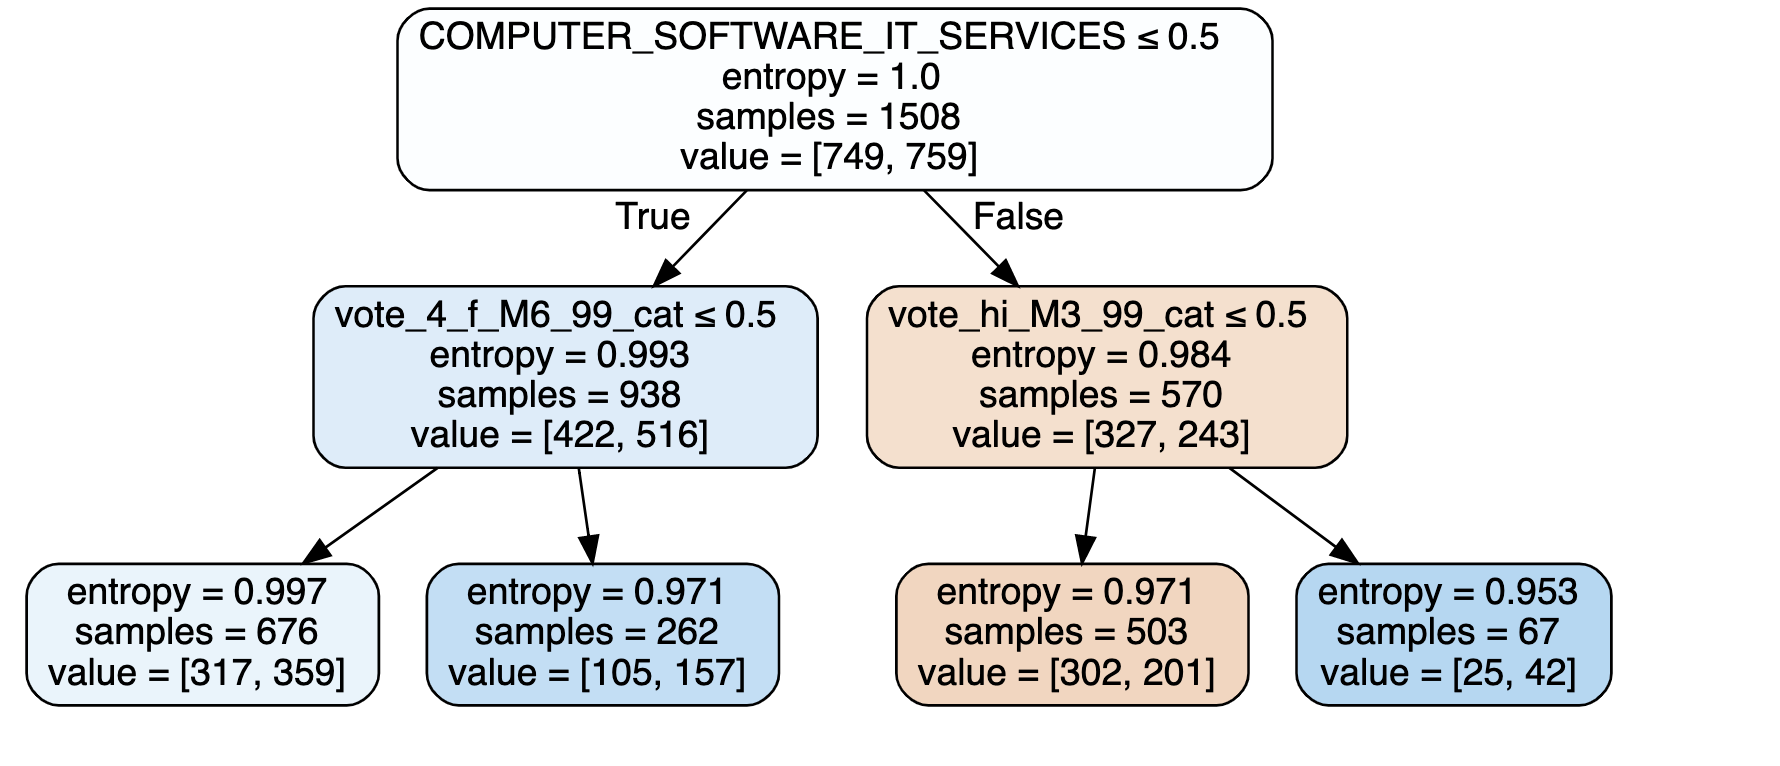 COMPUTER_SOFTWARE_IT_SERVICES ≤ 0.5
entropy = 1.0
samples = 1508
value = [749, 759]
True
False
vote_4_f_M6_99_cat ≤ 0.5
entropy = 0.993
samples = 938
value = [422, 516]
vote_hi_M3_99_cat ≤ 0.5
entropy = 0.984
samples = 570
value = [327, 243]
entropy = 0.997
samples = 676
value = [317, 359]
entropy = 0.971
samples = 262
value = [105, 157]
entropy = 0.971
samples = 503
value = [302, 201]
entropy = 0.953
samples = 67
value = [25, 42]